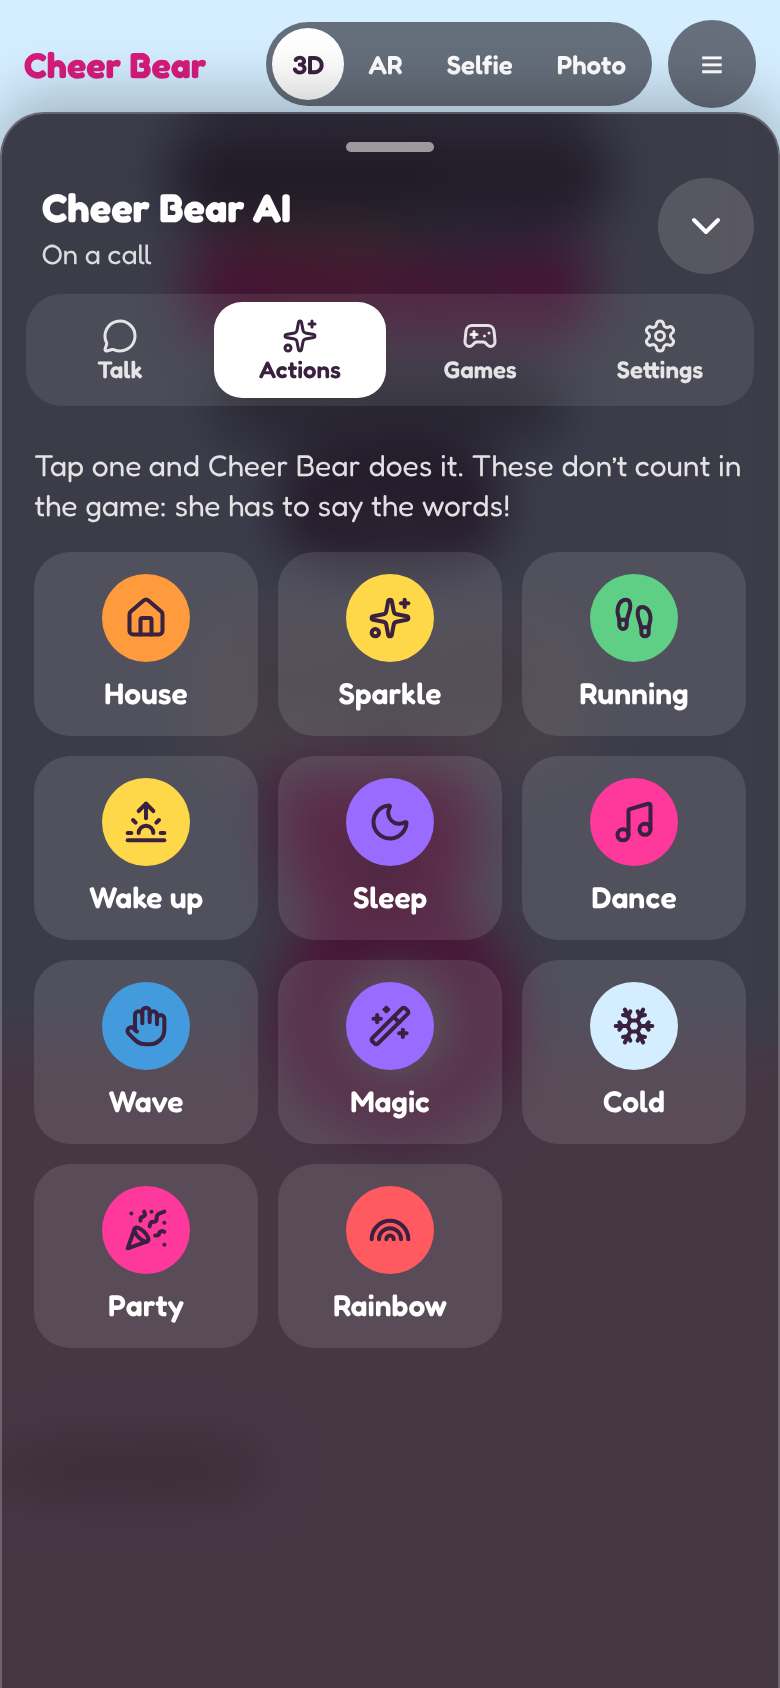 Cheer Bear
3D
AR
Selfie
Photo
Cheer Bear AI
On a call
Talk
Actions
Games
Settings
Tap one and Cheer Bear does it. These don’t count in
the game: she has to say the words!
House
Sparkle
Running
Wake up
Sleep
Dance
Wave
Magic
Cold
Party
Rainbow